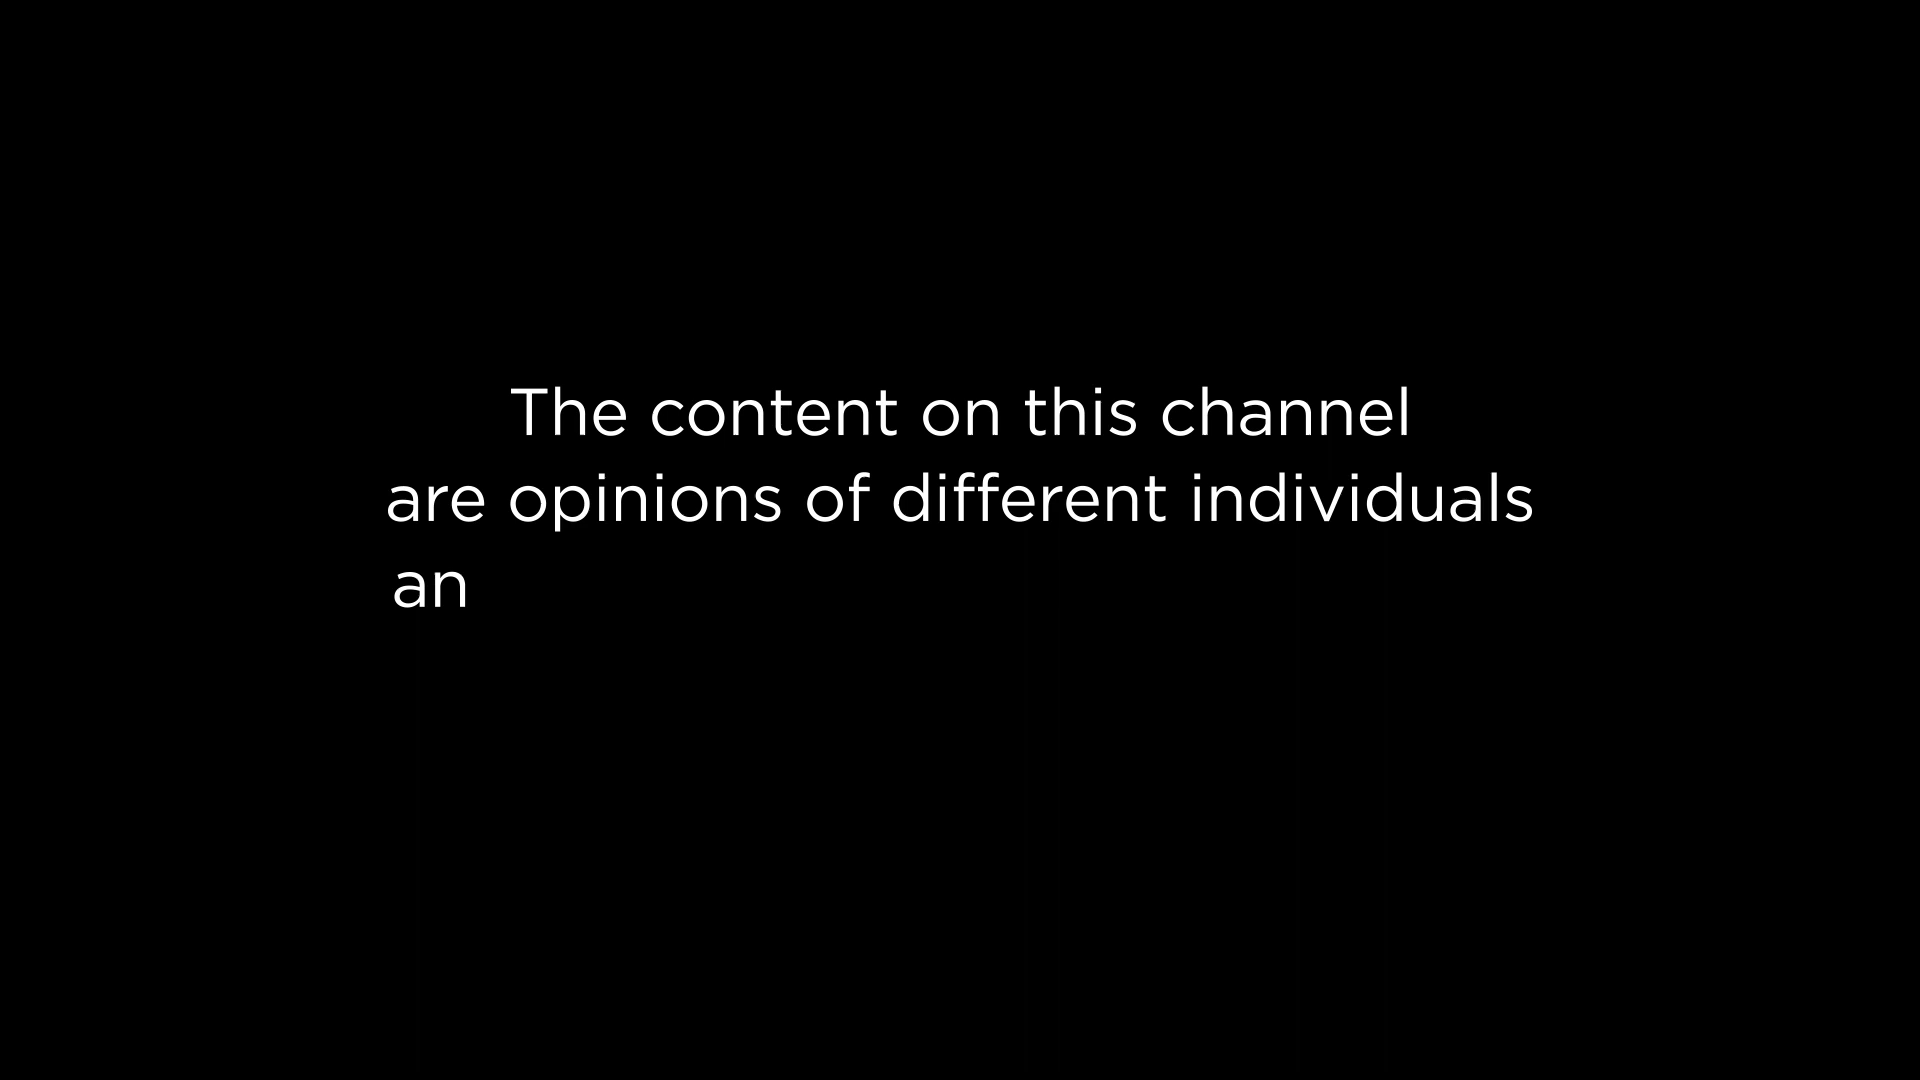 The content on this channel
are opinions of different individuals
an